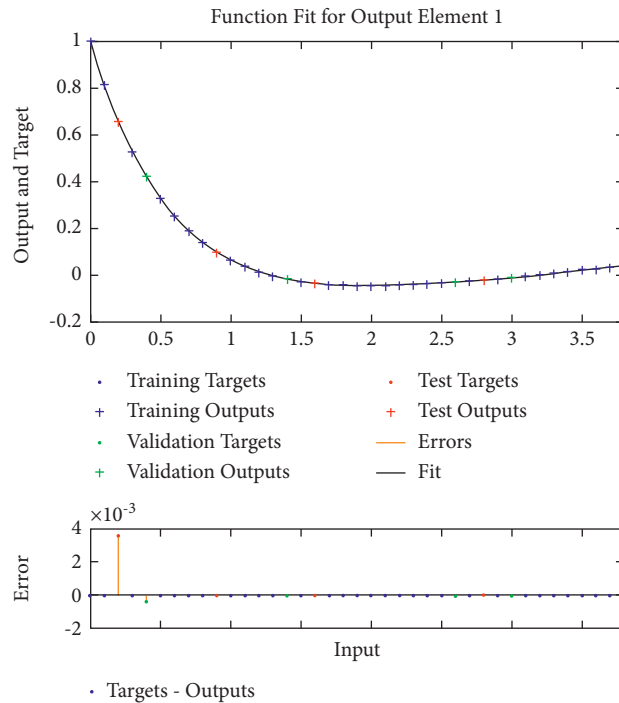 Function Fit for Output Element 1
Output and Target
1
0.8
0.6
0.4
0.2
0
-0.2
0 0.5 1 1.5 2 2.5 3 3.5
Training Targets
Training Outputs
Validation Targets
Validation Outputs
Test Targets
Test Outputs
Errors
Fit
×10-3
Error
4
2
0
-2
Input
Targets - Outputs